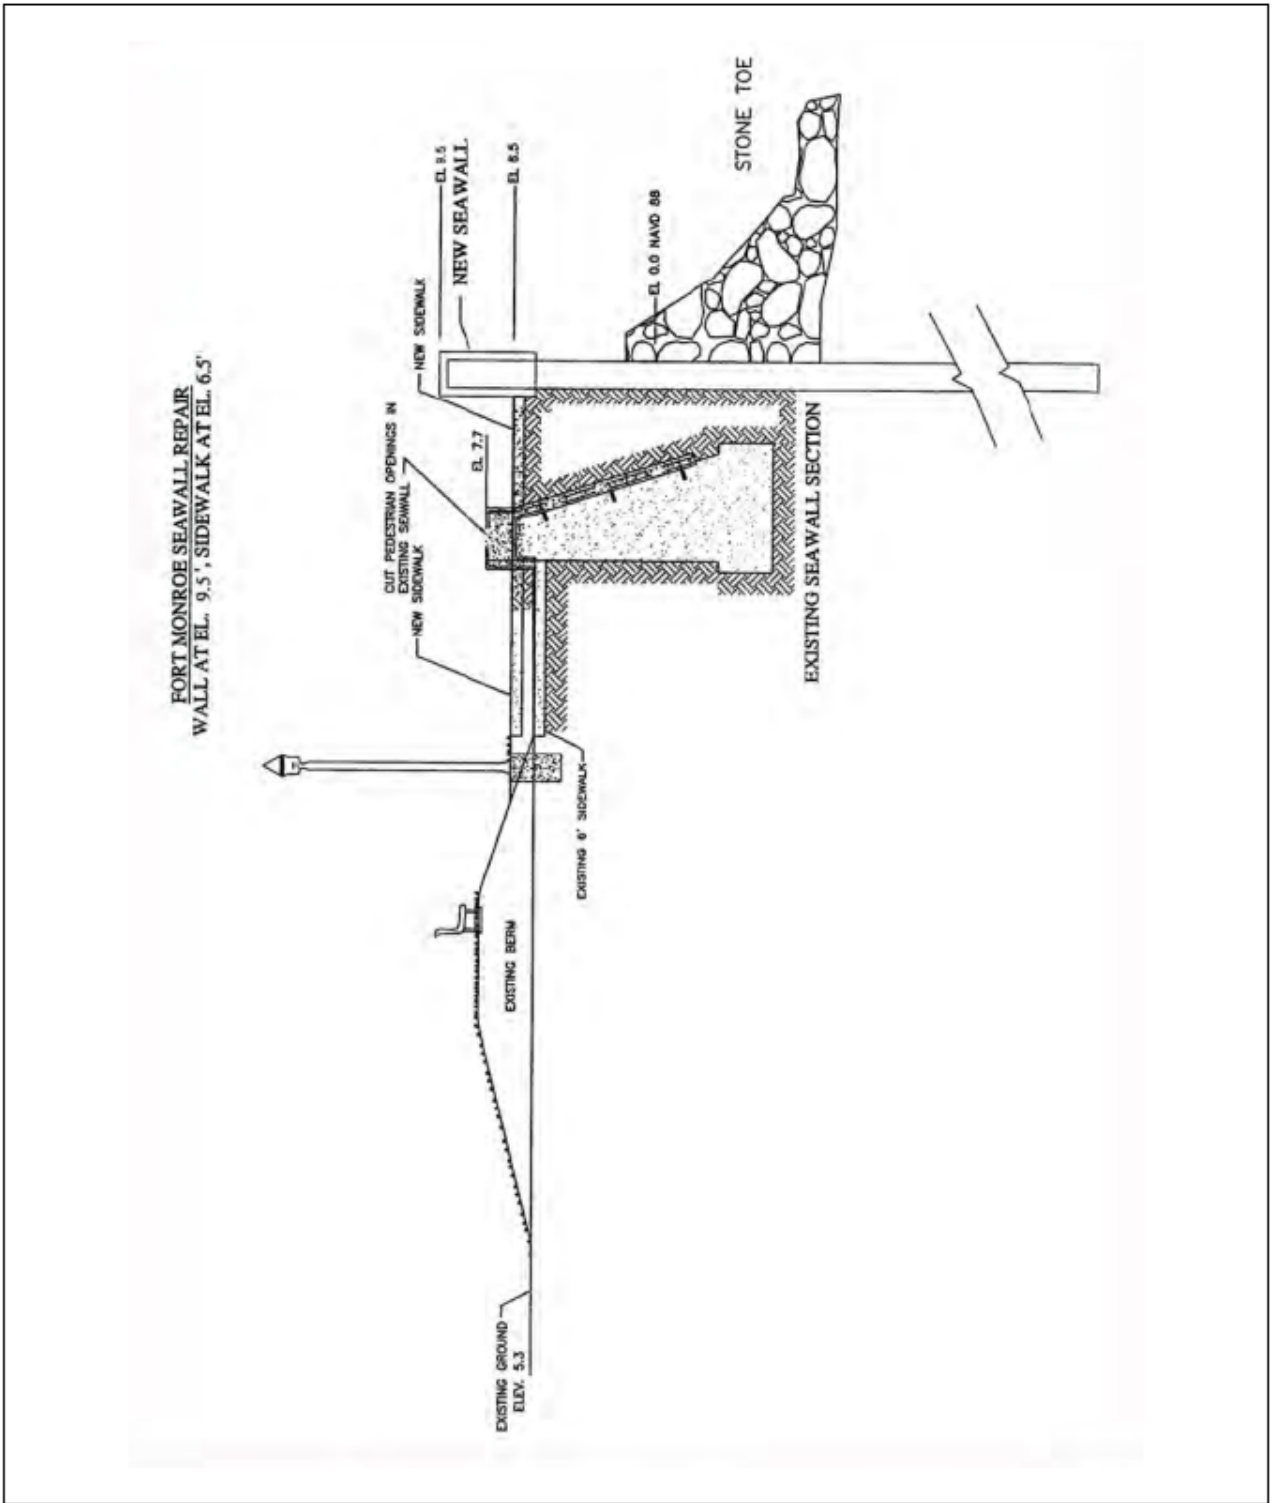 FORT MONROE SEAWALL REPAIR
WALL AT EL. 9.5', SIDEWALK AT EL. 6.5'
CUT PEDESTRIAN OPENINGS IN
EXISTING SEAWALL
NEW SIDEWALK
NEW SIDEWALK
EL 9.5
NEW SEAWALL
EL 7.7
EL 6.5
EXISTING GROUND
ELEV. 5.3
EXISTING BERM
EXISTING 6' SIDEWALK
EL 0.0 NAVD 88
STONE TOE
EXISTING SEAWALL SECTION